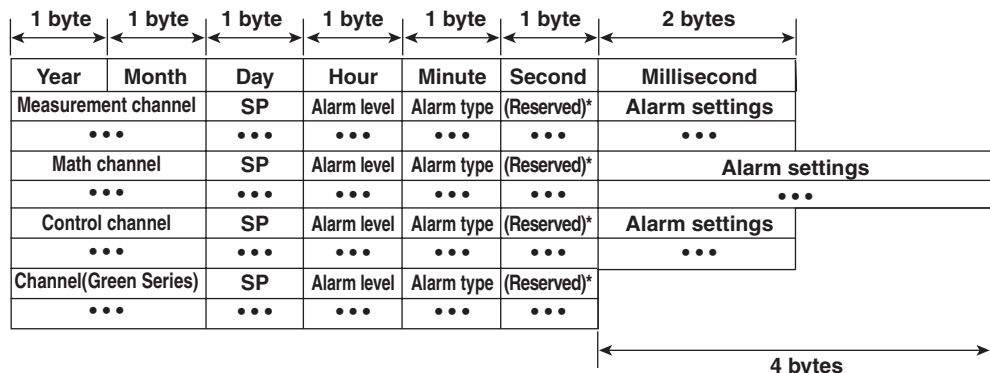 1 byte 1 byte 1 byte 1 byte 1 byte 1 byte 2 bytes
Year Month Day Hour Minute Second Millisecond
Measurement channel SP Alarm level Alarm type (Reserved)* Alarm settings
••• ••• ••• ••• ••• •••
Math channel SP Alarm level Alarm type (Reserved)* Alarm settings
••• ••• ••• ••• ••• •••
Control channel SP Alarm level Alarm type (Reserved)* Alarm settings
••• ••• ••• ••• ••• •••
Channel(Green Series) SP Alarm level Alarm type (Reserved)*
••• ••• ••• ••• •••
4 bytes